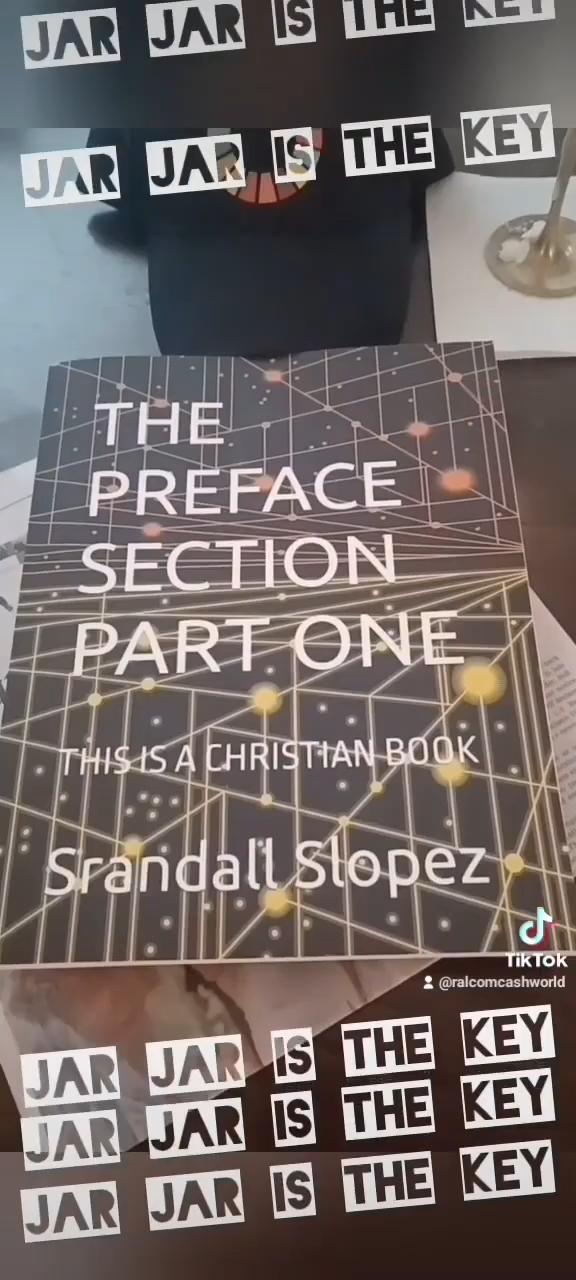 JAR JAR IS THE KEY
JAR JAR IS THE KEY
THE
PREFACE
SECTION
PART ONE
THIS IS A CHRISTIAN BOOK
Srandall Slopez
TikTok
@ralcomcashworld
JAR JAR IS THE KEY
JAR JAR IS THE KEY
JAR JAR IS THE KEY